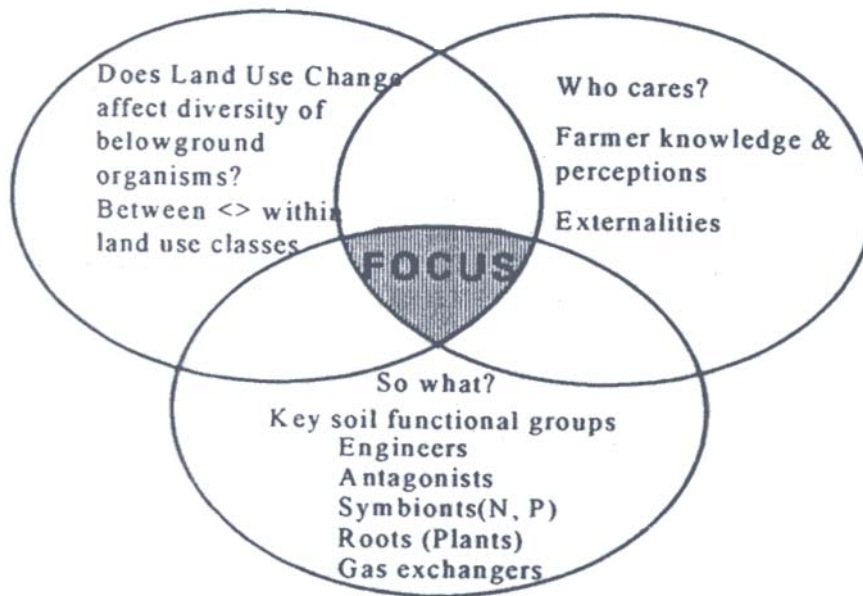 Does Land Use Change
affect diversity of
belowground
organisms?
Between <> within
land use classes
Who cares?
Farmer knowledge &
perceptions
Externalities
FOCUS
So what?
Key soil functional groups
Engineers
Antagonists
Symbionts(N, P)
Roots (Plants)
Gas exchangers